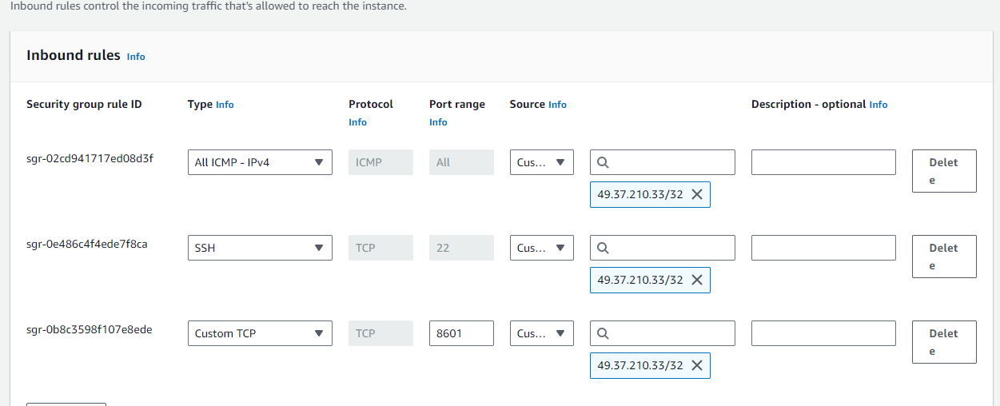 Inbound rules control the incoming traffic that's allowed to reach the instance.
Inbound rules Info
Security group rule ID Type Info Protocol Info Port range Info Source Info Description - optional Info
sgr-02cd941717ed08d3f All ICMP - IPv4 ICMP All Cus... Delet
e
49.37.210.33/32
sgr-0e486c4f4ede7f8ca SSH TCP 22 Cus... Delet
e
49.37.210.33/32
sgr-0b8c3598f107e8ede Custom TCP TCP 8601 Cus... Delet
e
49.37.210.33/32